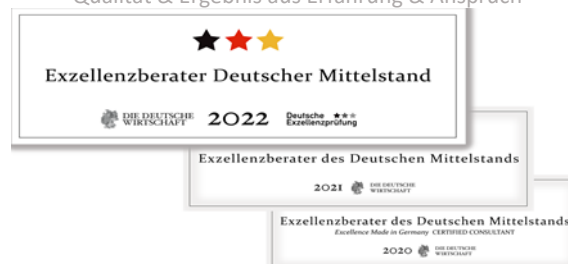 Qualität & Ergebnis aus Erfahrung & Anspruch
Exzellenzberater Deutscher Mittelstand
DIE DEUTSCHE
WIRTSCHAFT
2022
Deutsche
Exzellenzprüfung
Exzellenzberater des Deutschen Mittelstands
2021
DIE DEUTSCHE
WIRTSCHAFT
Exzellenzberater des Deutschen Mittelstands
Excellence Made in Germany CERTIFIED CONSULTANT
2020
DIE DEUTSCHE
WIRTSCHAFT